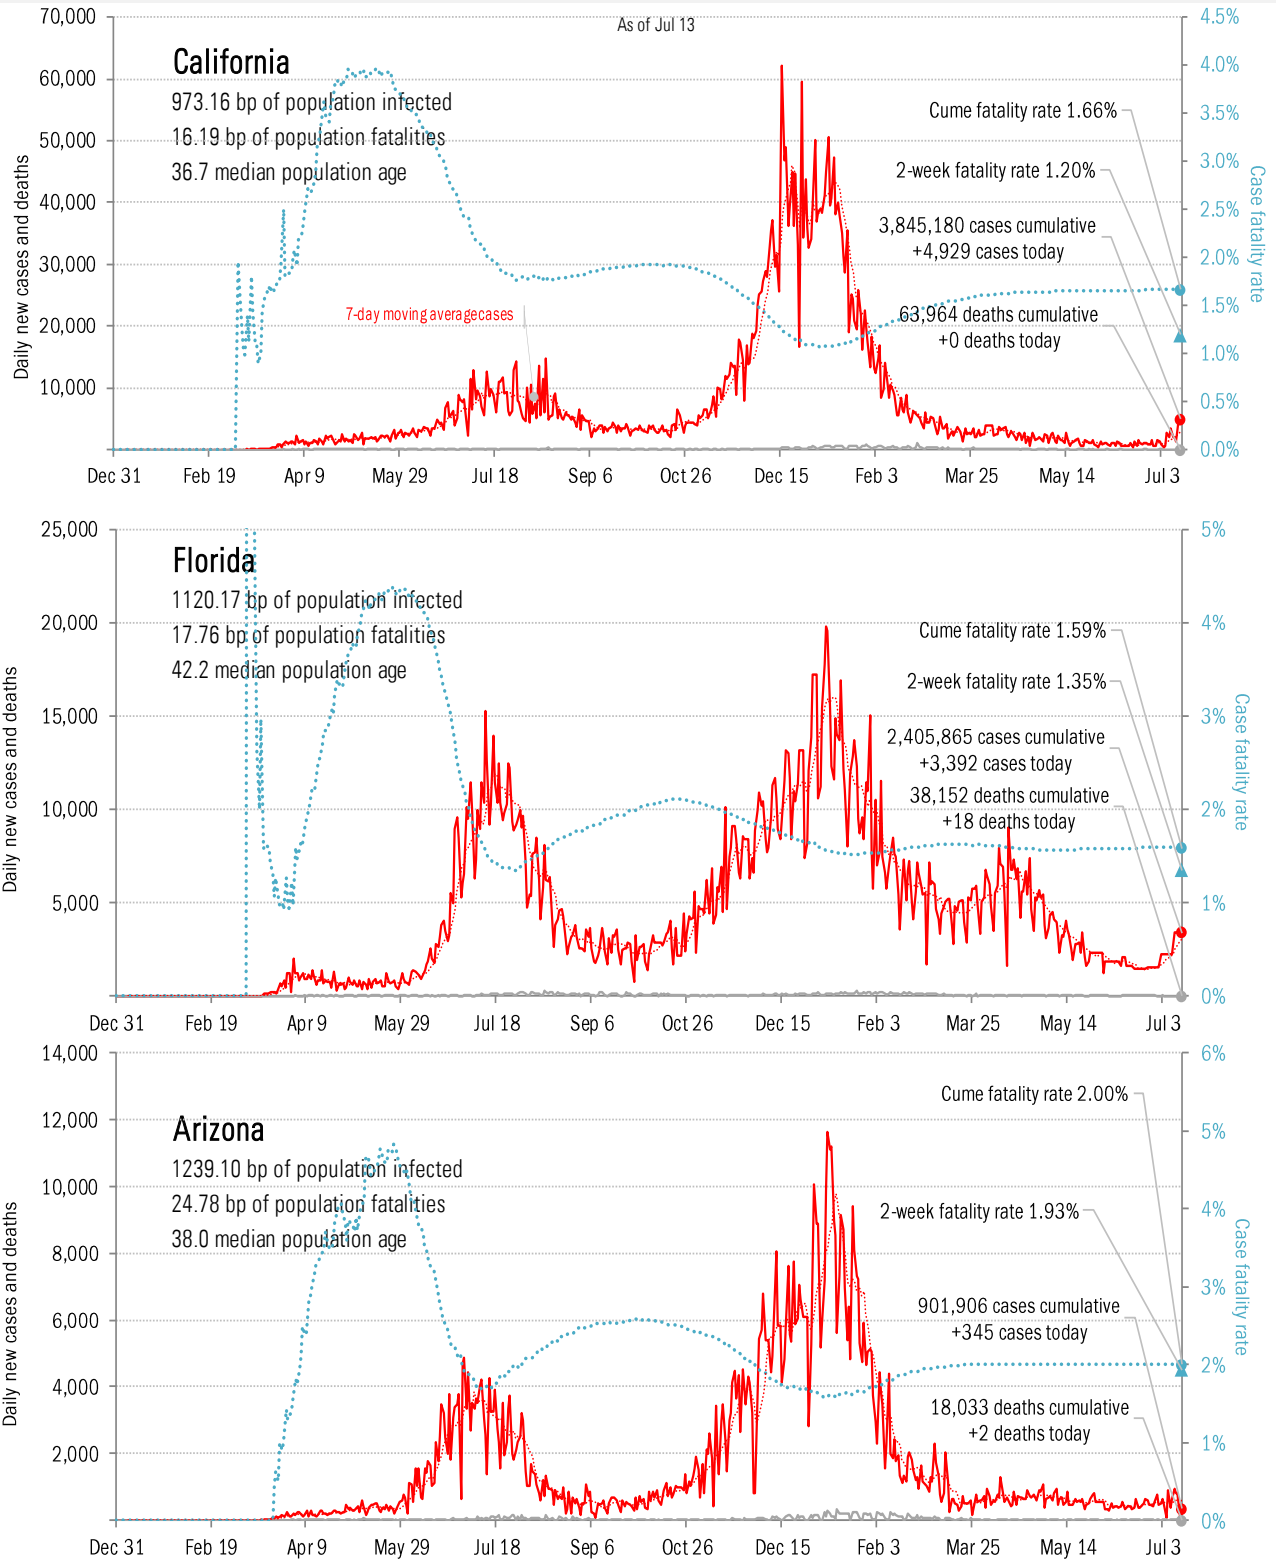 As of Jul 13
California
973.16 bp of population infected
16.19 bp of population fatalities
36.7 median population age
Daily new cases and deaths
70,000
60,000
50,000
40,000
30,000
20,000
10,000
7-day moving average cases
Cume fatality rate 1.66%
2-week fatality rate 1.20%
3,845,180 cases cumulative
+4,929 cases today
63,964 deaths cumulative
+0 deaths today
4.5%
4.0%
3.5%
3.0%
2.5%
2.0%
1.5%
1.0%
0.5%
0.0%
Case fatality rate
Dec 31 Feb 19 Apr 9 May 29 Jul 18 Sep 6 Oct 26 Dec 15 Feb 3 Mar 25 May 14 Jul 3
Florida
1120.17 bp of population infected
17.76 bp of population fatalities
42.2 median population age
Daily new cases and deaths
25,000
20,000
15,000
10,000
5,000
Cume fatality rate 1.59%
2-week fatality rate 1.35%
2,405,865 cases cumulative
+3,392 cases today
38,152 deaths cumulative
+18 deaths today
5%
4%
3%
2%
1%
0%
Case fatality rate
Dec 31 Feb 19 Apr 9 May 29 Jul 18 Sep 6 Oct 26 Dec 15 Feb 3 Mar 25 May 14 Jul 3
Arizona
1239.10 bp of population infected
24.78 bp of population fatalities
38.0 median population age
Daily new cases and deaths
14,000
12,000
10,000
8,000
6,000
4,000
2,000
Cume fatality rate 2.00%
2-week fatality rate 1.93%
901,906 cases cumulative
+345 cases today
18,033 deaths cumulative
+2 deaths today
6%
5%
4%
3%
2%
1%
0%
Case fatality rate
Dec 31 Feb 19 Apr 9 May 29 Jul 18 Sep 6 Oct 26 Dec 15 Feb 3 Mar 25 May 14 Jul 3